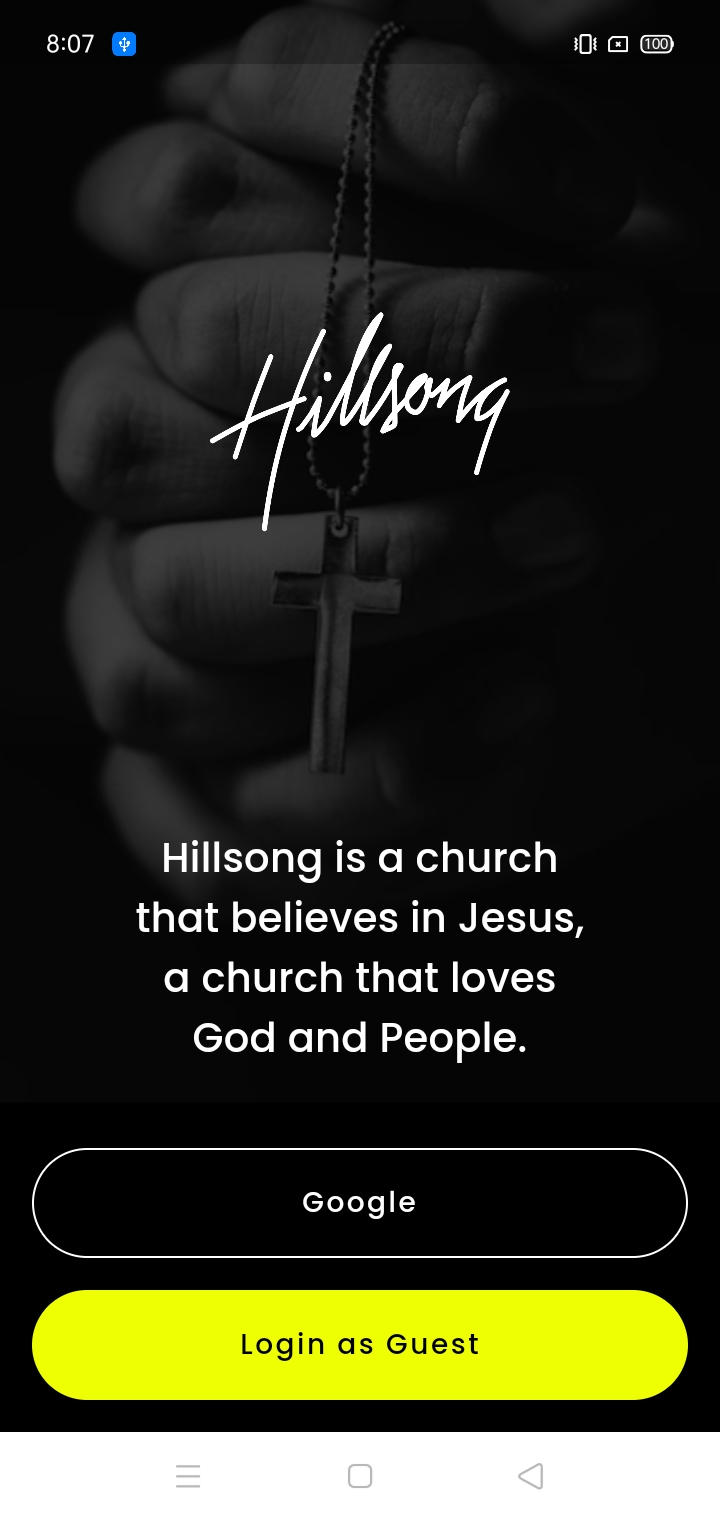 8:07
100
Hillsong
Hillsong is a church
that believes in Jesus,
a church that loves
God and People.
Google
Login as Guest